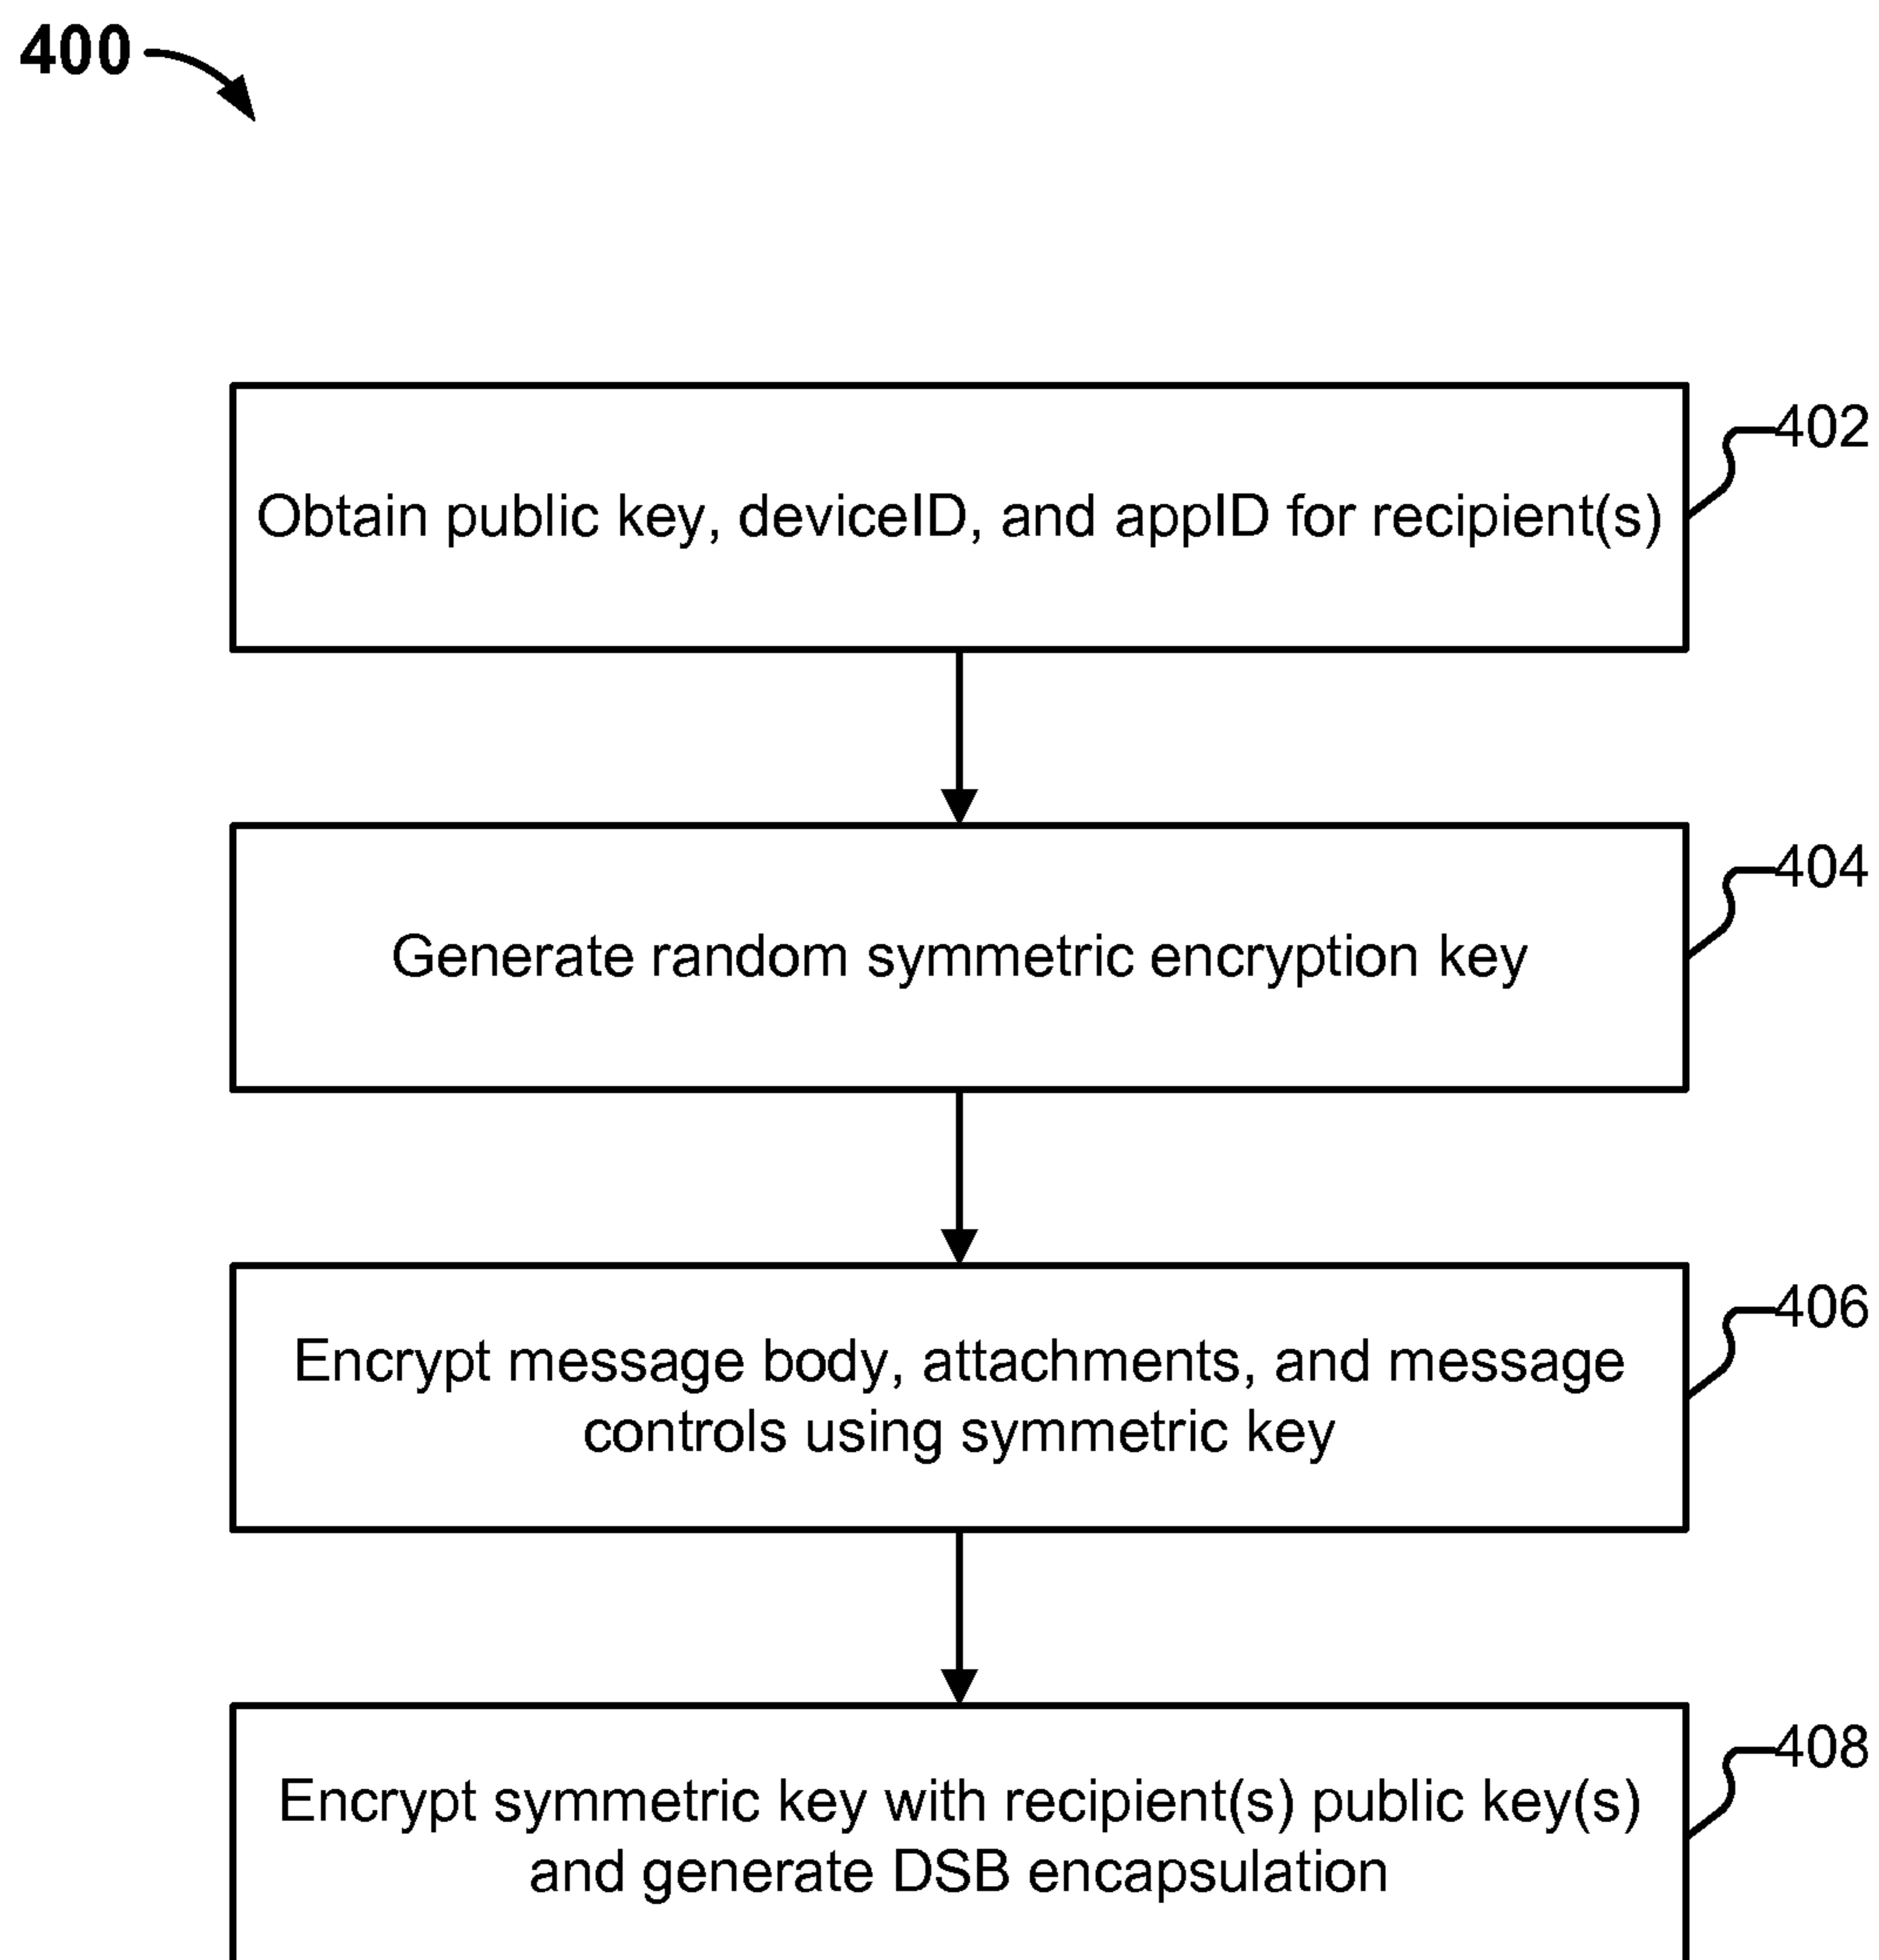 400
402
Obtain public key, deviceID, and appID for recipient(s)
404
Generate random symmetric encryption key
406
Encrypt message body, attachments, and message
controls using symmetric key
408
Encrypt symmetric key with recipient(s) public key(s)
and generate DSB encapsulation